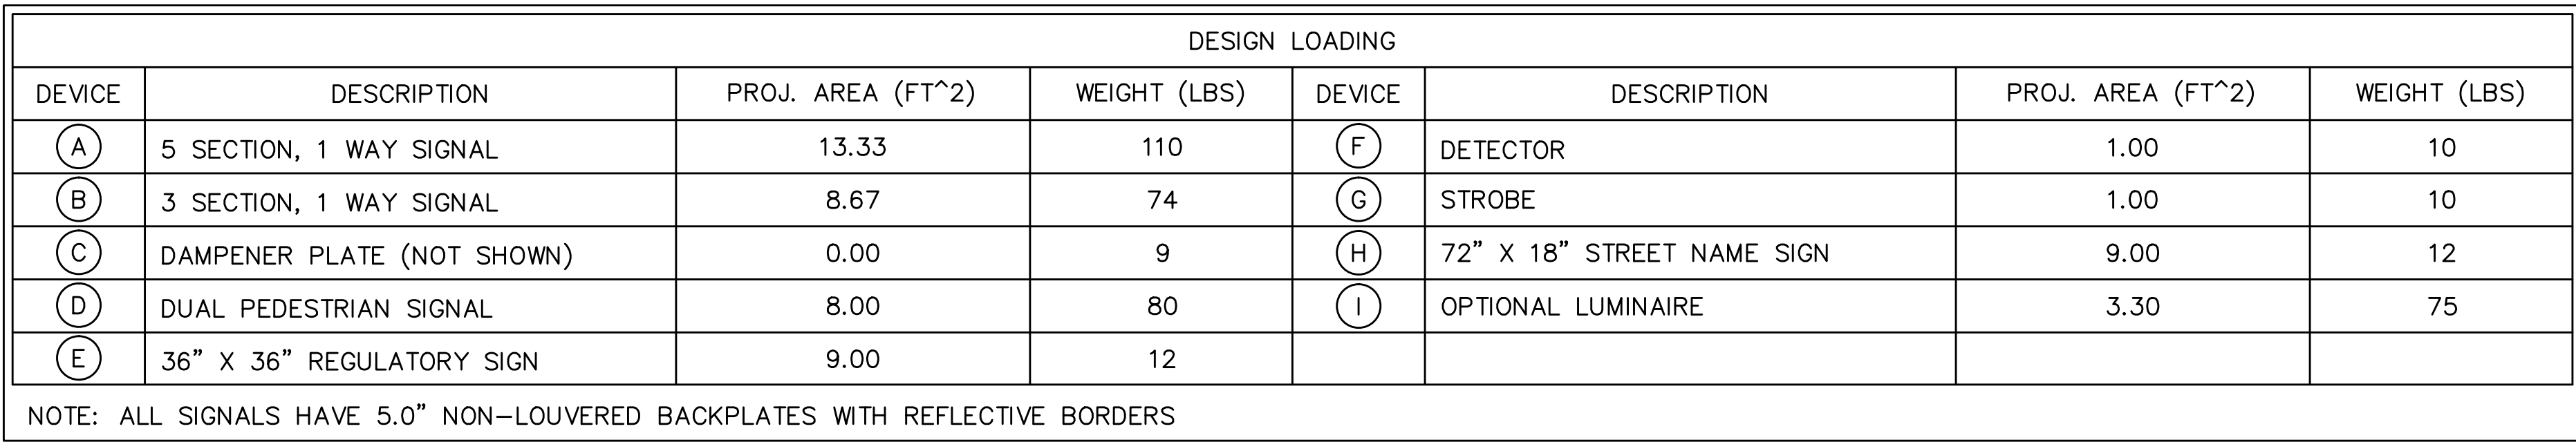 DESIGN LOADING
DEVICE DESCRIPTION PROJ. AREA (FT^2) WEIGHT (LBS) DEVICE DESCRIPTION PROJ. AREA (FT^2) WEIGHT (LBS)
A 5 SECTION, 1 WAY SIGNAL 13.33 110 F DETECTOR 1.00 10
B 3 SECTION, 1 WAY SIGNAL 8.67 74 G STROBE 1.00 10
C DAMPENER PLATE (NOT SHOWN) 0.00 9 H 72" X 18" STREET NAME SIGN 9.00 12
D DUAL PEDESTRIAN SIGNAL 8.00 80 I OPTIONAL LUMINAIRE 3.30 75
E 36" X 36" REGULATORY SIGN 9.00 12
NOTE: ALL SIGNALS HAVE 5.0" NON-LOUVERED BACKPLATES WITH REFLECTIVE BORDERS